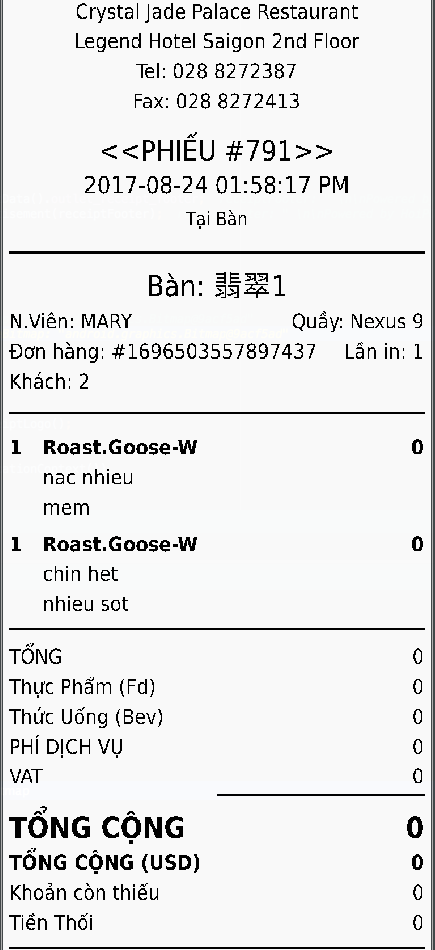 Crystal Jade Palace Restaurant
Legend Hotel Saigon 2nd Floor
Tel: 028 8272387
Fax: 028 8272413
<<PHIẾU #791>>
2017-08-24 01:58:17 PM
Tại Bàn
Bàn: 翡翠1
N.Viên: MARY Quầy: Nexus 9
Đơn hàng: #1696503557897437 Lần in: 1
Khách: 2
1 Roast.Goose-W 0
nac nhieu
mem
1 Roast.Goose-W 0
chin het
nhieu sot
TỔNG 0
Thực Phẩm (Fd) 0
Thức Uống (Bev) 0
PHÍ DỊCH VỤ 0
VAT 0
TỔNG CỘNG 0
TỔNG CỘNG (USD) 0
Khoản còn thiếu 0
Tiền Thối 0